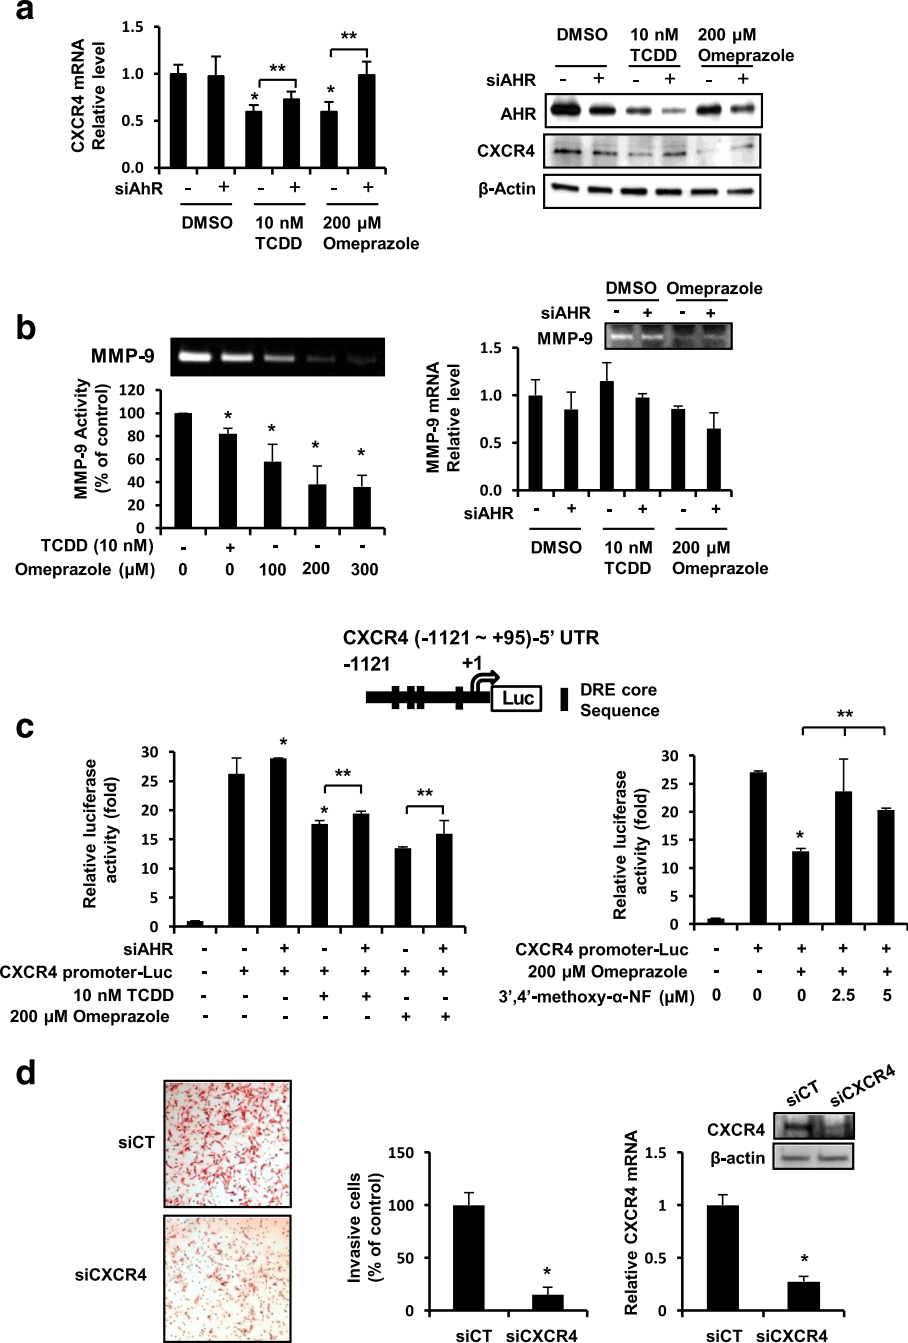 a
CXCR4 mRNA
Relative level
1.5
1.0
0.5
0.0
* ** * **
siAhR - + - + - +
DMSO 10 nM TCDD 200 µM Omeprazole
DMSO 10 nM TCDD 200 µM Omeprazole
siAHR - + - + - +
AHR
CXCR4
β-Actin
b
MMP-9
MMP-9 Activity
(% of control)
120
100
80
60
40
20
0
* * * *
TCDD (10 nM) - + - - -
Omeprazole (µM) 0 0 100 200 300
DMSO Omeprazole
siAHR - + - +
MMP-9
MMP-9 mRNA
Relative level
1.5
1.0
0.5
0.0
siAHR - + - + - +
DMSO 10 nM TCDD 200 µM Omeprazole
CXCR4 (-1121 ~ +95)-5' UTR
-1121 +1
Luc
DRE core
Sequence
c
Relative luciferase
activity (fold)
30
25
20
15
10
5
0
* * ** **
siAHR - - + - + - +
CXCR4 promoter-Luc - + + + + + +
10 nM TCDD - - - + + - -
200 µM Omeprazole - - - - - + +
Relative luciferase
activity (fold)
30
25
20
15
10
5
0
* **
CXCR4 promoter-Luc - + + + +
200 µM Omeprazole - - + + +
3',4'-methoxy-α-NF (µM) 0 0 0 2.5 5
d
siCT
siCXCR4
Invasive cells
(% of control)
150
100
50
0
*
siCT siCXCR4
siCT siCXCR4
CXCR4
β-actin
Relative CXCR4 mRNA
1.5
1
0.5
0
*
siCT siCXCR4